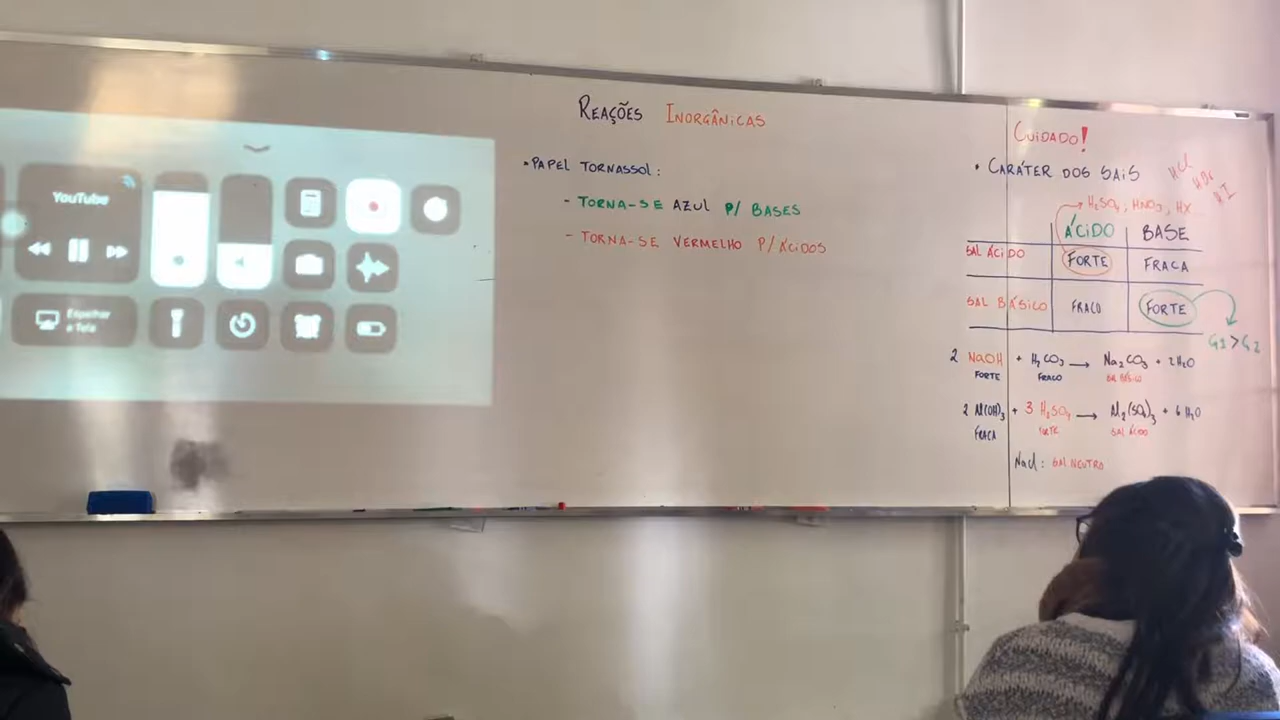 YouTube
Espelhar
a Tela
REAÇÕES INORGÂNICAS
• PAPEL TORNASSOL:
- TORNA-SE AZUL P/ BASES
- TORNA-SE VERMELHO P/ ÁCIDOS
CUIDADO!
• CARÁTER DOS SAIS
HCl
HBr
HI
H₂SO₄, HNO₃, HX
ÁCIDO BASE
SAL ÁCIDO FORTE FRACA
SAL BÁSICO FRACO FORTE
G1 > G2
2 NaOH + H₂CO₃ → Na₂CO₃ + 2 H₂O
FORTE FRACO SAL BÁSICO
2 Al(OH)₃ + 3 H₂SO₄ → Al₂(SO₄)₃ + 6 H₂O
FRACA FORTE SAL ÁCIDO
NaCl: SAL NEUTRO